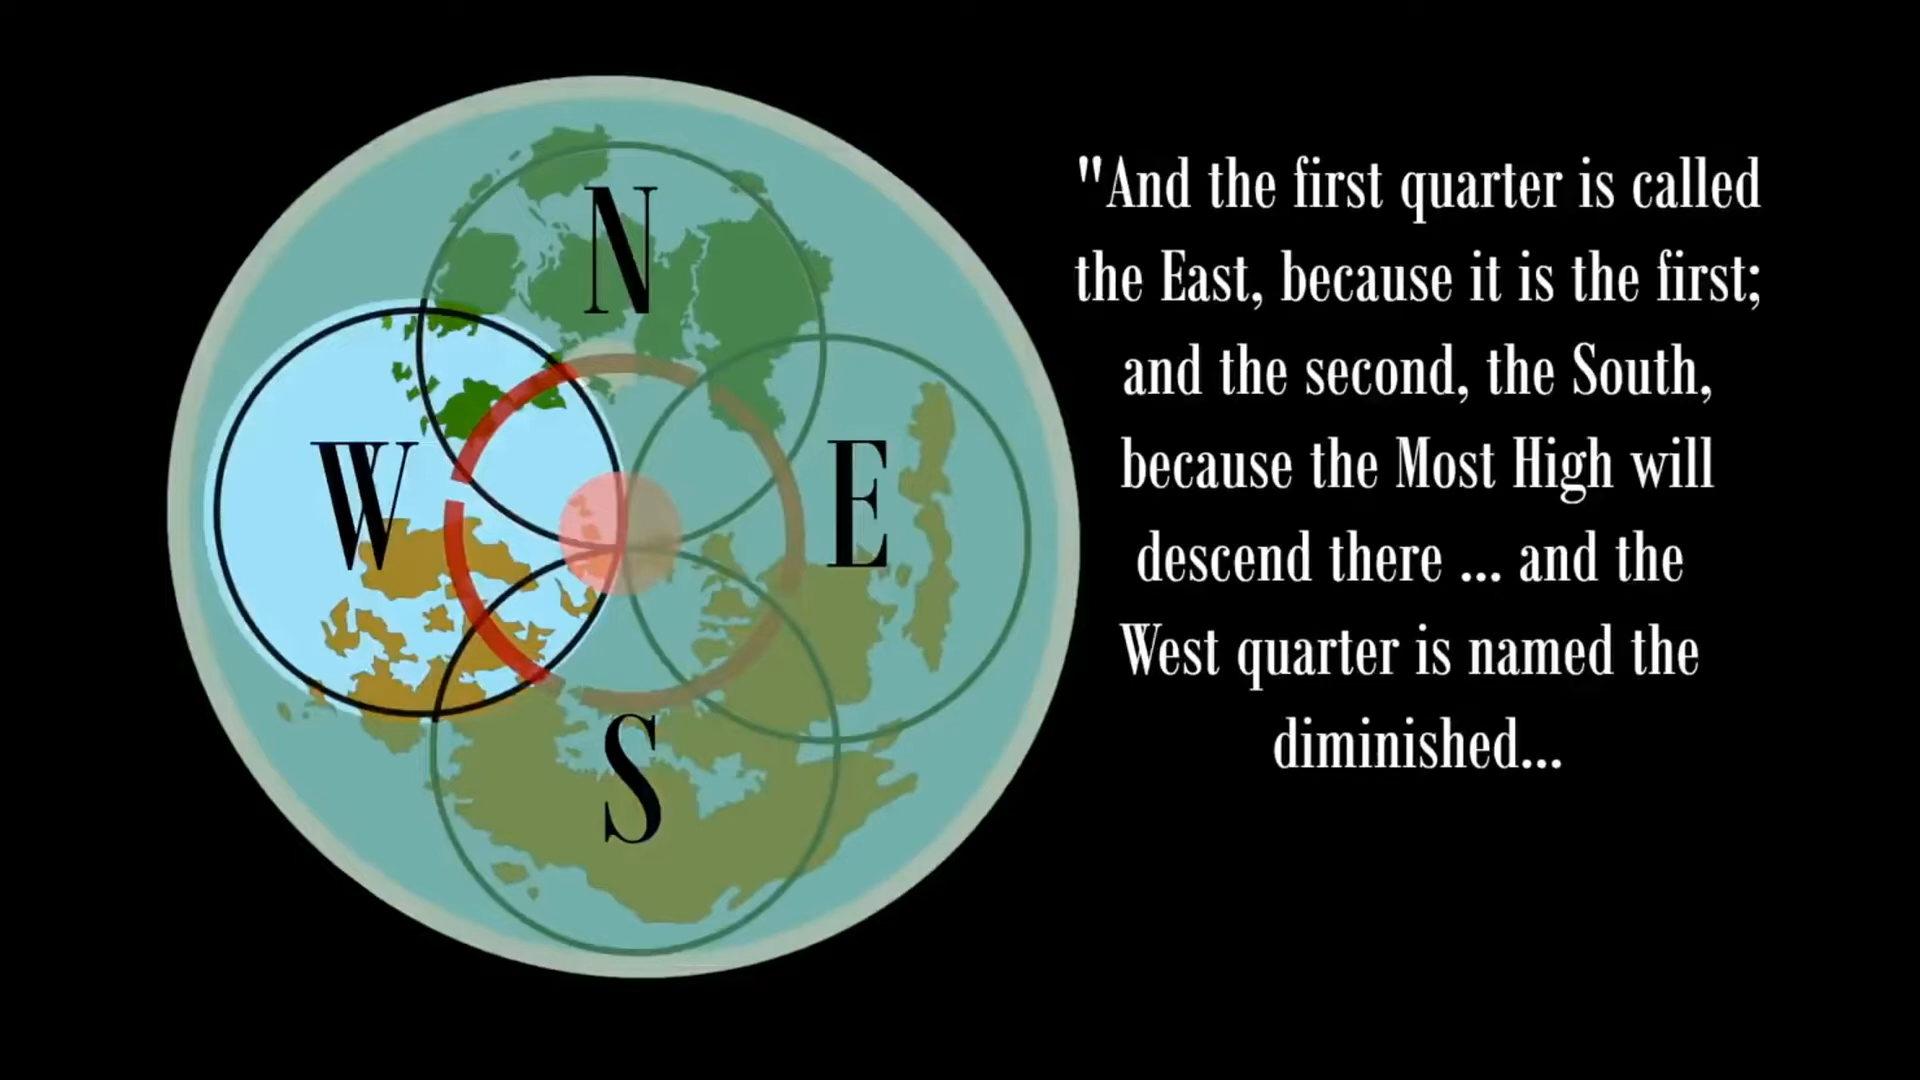 N
W
E
S
"And the first quarter is called
the East, because it is the first;
and the second, the South,
because the Most High will
descend there ... and the
West quarter is named the
diminished...